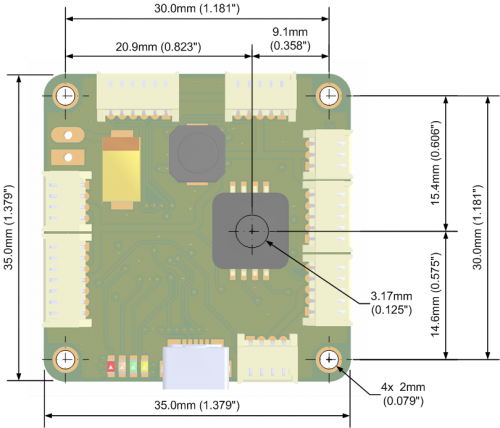 30.0mm (1.181")
20.9mm (0.823")
9.1mm
(0.358")
35.0mm (1.379")
15.4mm (0.606")
30.0mm (1.181")
14.6mm (0.575")
3.17mm
(0.125")
4x 2mm
(0.079")
35.0mm (1.379")